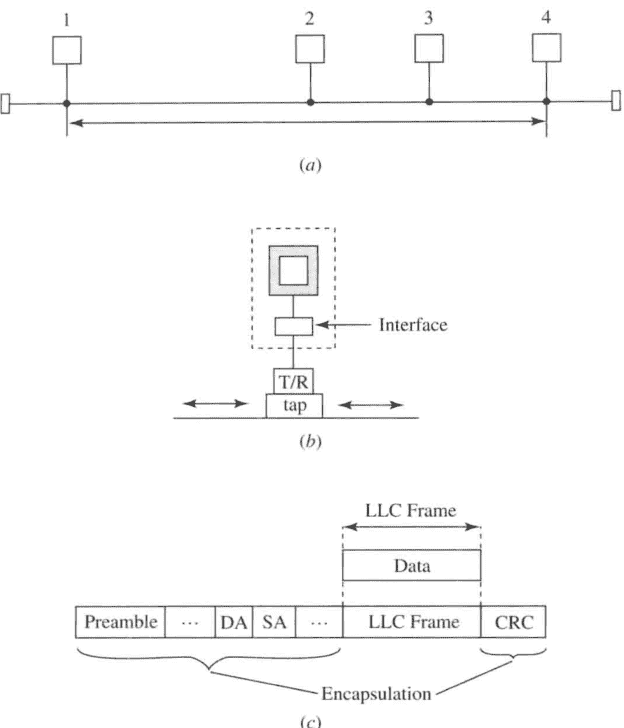 1 2 3 4
(a)
Interface
T/R
tap
(b)
LLC Frame
Data
Preamble ... DA SA ... LLC Frame CRC
Encapsulation
(c)